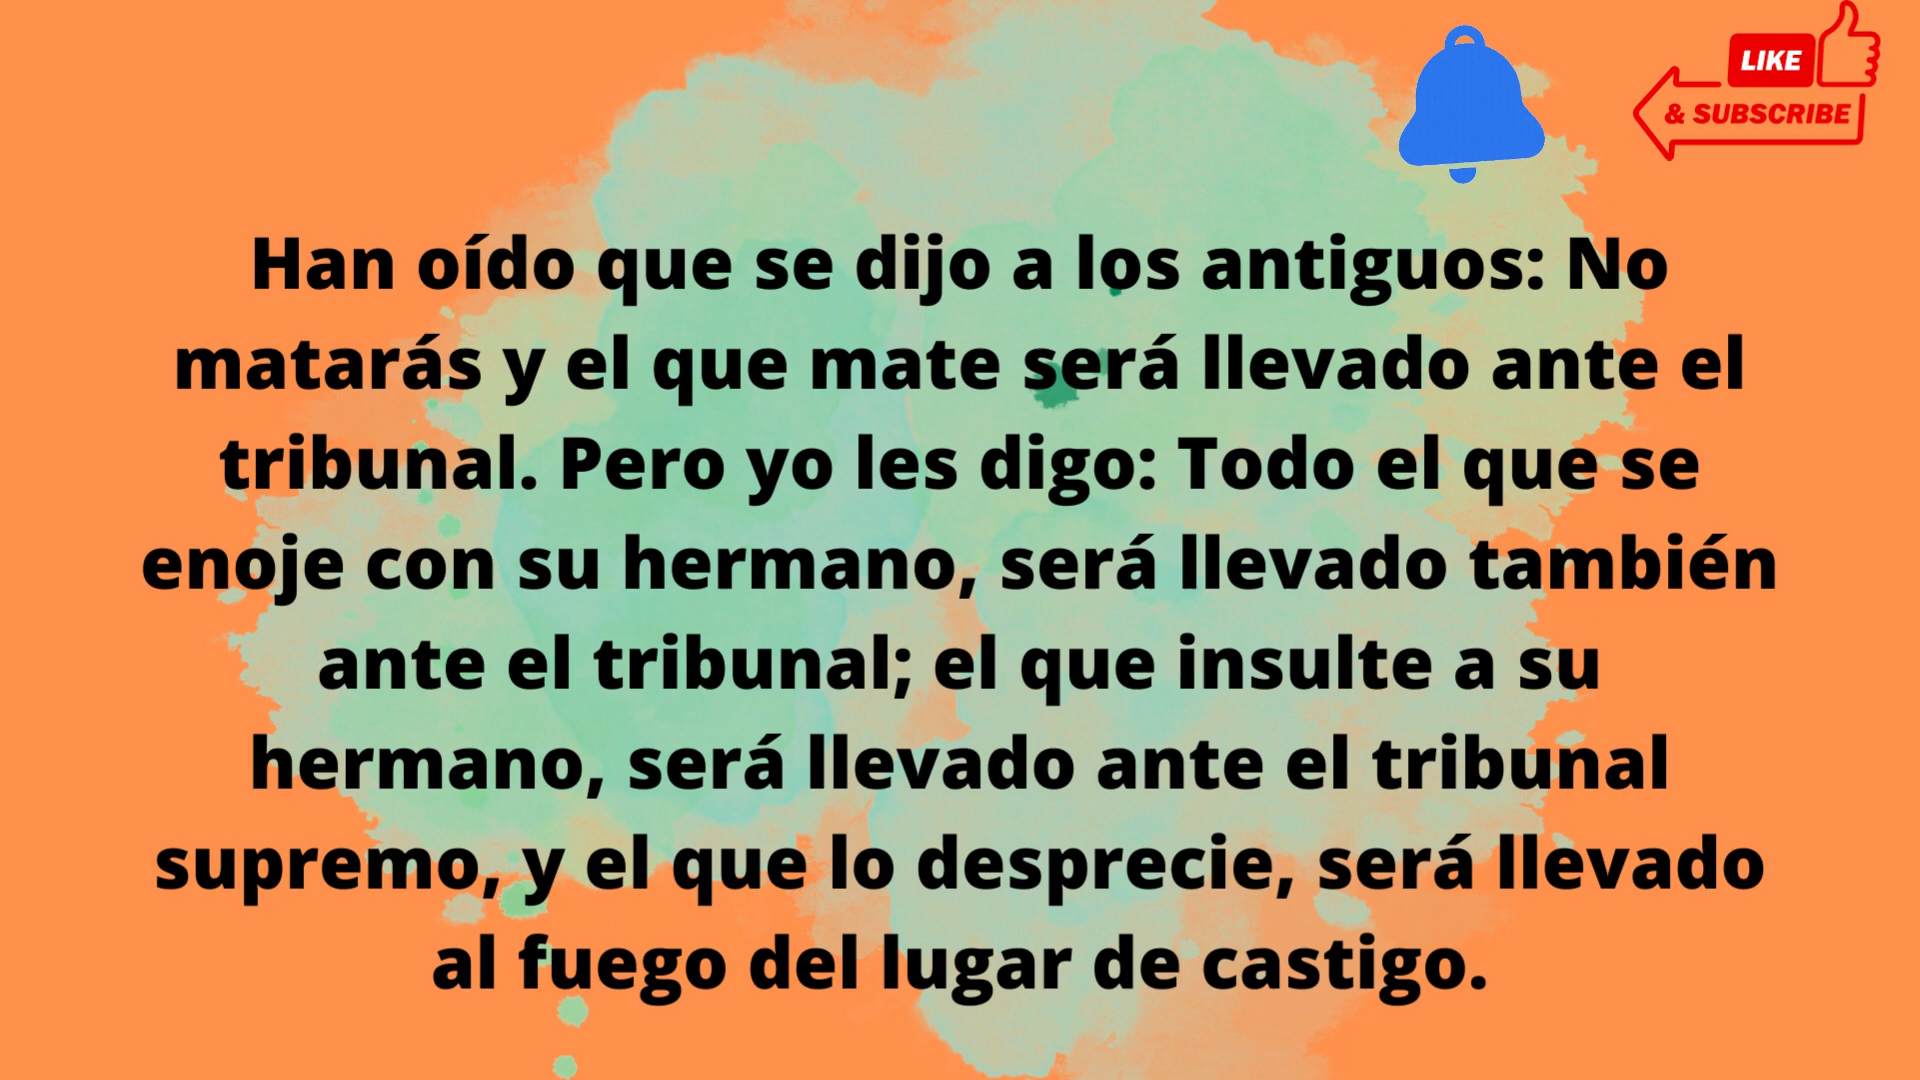 LIKE
& SUBSCRIBE
Han oído que se dijo a los antiguos: No
matarás y el que mate será llevado ante el
tribunal. Pero yo les digo: Todo el que se
enoje con su hermano, será llevado también
ante el tribunal; el que insulte a su
hermano, será llevado ante el tribunal
supremo, y el que lo desprecie, será llevado
al fuego del lugar de castigo.